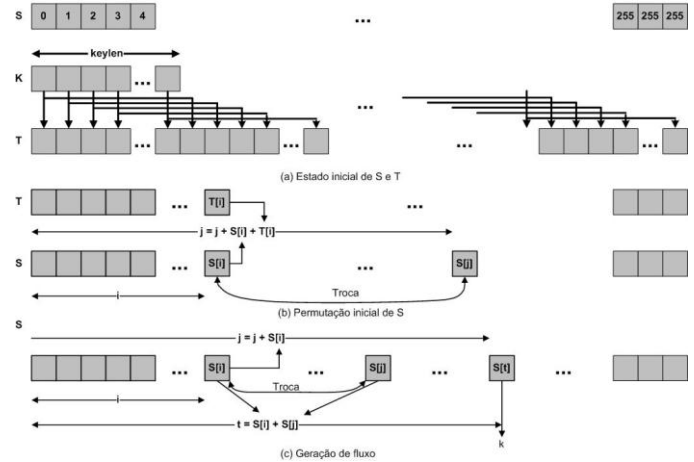 S 0 1 2 3 4 ... 255 255 255
keylen
K ...
...
T ... ... ... ...
(a) Estado inicial de S e T
T ... T[i] ...
j = j + S[i] + T[i]
S ... S[i] ... S[j]
i Troca
(b) Permutação inicial de S
S
j = j + S[i]
... S[i] ... S[j] ... S[t] ...
i Troca
t = S[i] + S[j]
k
(c) Geração de fluxo